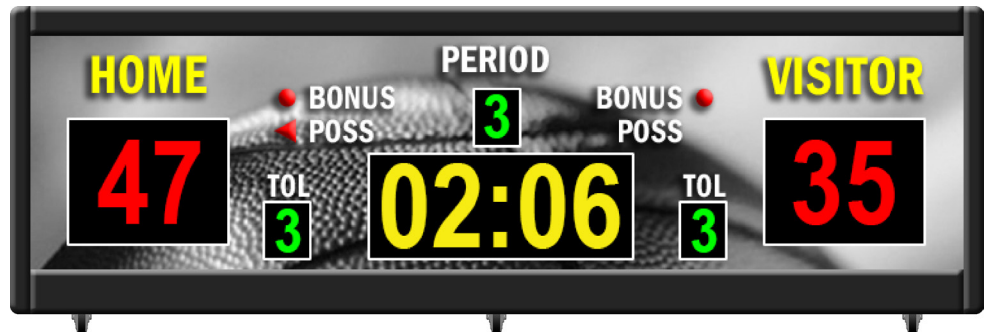 PERIOD
HOME
VISITOR
BONUS
BONUS
3
POSS
POSS
47
35
TOL
02:06
TOL
3
3